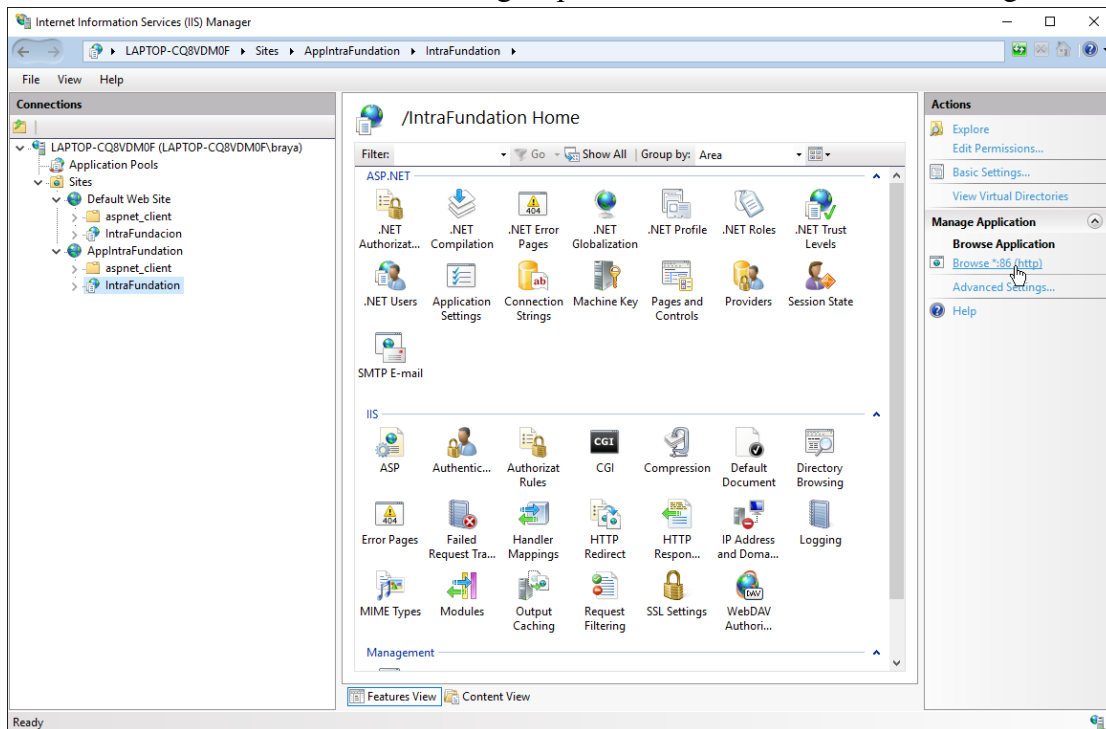 Internet Information Services (IIS) Manager
LAPTOP-CQ8VDM0F Sites AppIntraFundation IntraFundation
File View Help
Connections
LAPTOP-CQ8VDM0F (LAPTOP-CQ8VDM0F\braya)
Application Pools
Sites
Default Web Site
aspnet_client
IntraFundacion
AppIntraFundation
aspnet_client
IntraFundation
/IntraFundation Home
Filter: Go Show All Group by: Area
ASP.NET
.NET Authorizat...
.NET Compilation
404
.NET Error Pages
.NET Globalization
.NET Profile
.NET Roles
.NET Trust Levels
.NET Users
Application Settings
ab
Connection Strings
Machine Key
Pages and Controls
Providers
Session State
SMTP E-mail
IIS
ASP
Authentic...
Authorizat Rules
CGI
CGI
Compression
Default Document
Directory Browsing
404
Error Pages
Failed Request Tra...
Handler Mappings
HTTP Redirect
HTTP Respon...
IP Address and Doma...
Logging
MIME Types
Modules
Output Caching
Request Filtering
SSL Settings
DAV
WebDAV Authori...
Management
Features View Content View
Actions
Explore
Edit Permissions...
Basic Settings...
View Virtual Directories
Manage Application
Browse Application
Browse *:86 (http)
Advanced Settings...
Help
Ready